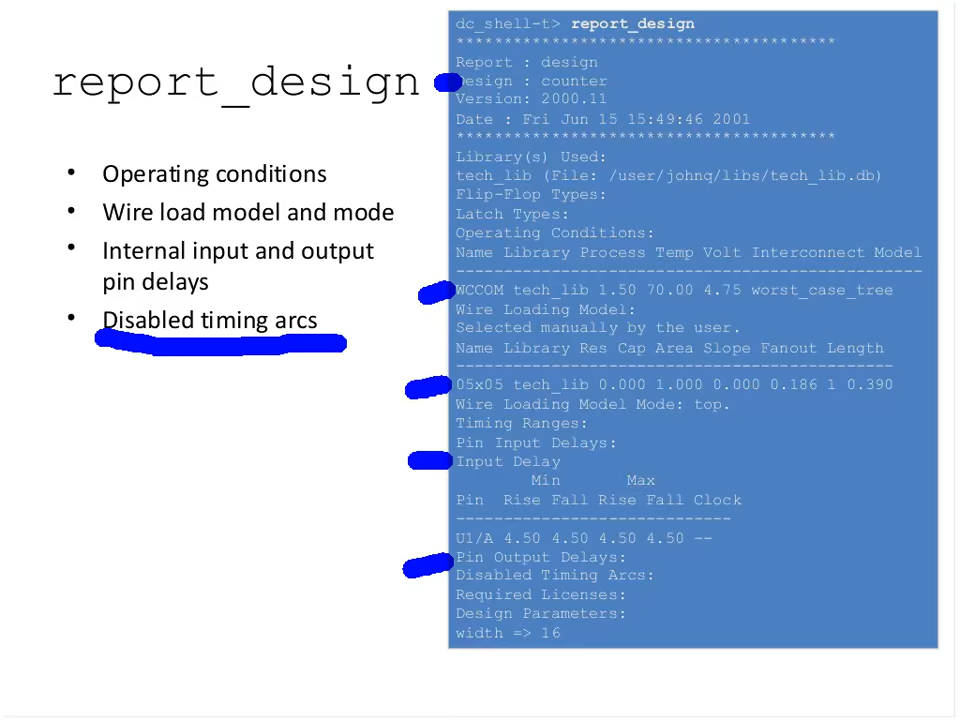 report_design
• Operating conditions
• Wire load model and mode
• Internal input and output
pin delays
• Disabled timing arcs
dc_shell-t> report_design
****************************************
Report : design
Design : counter
Version: 2000.11
Date : Fri Jun 15 15:49:46 2001
****************************************
Library(s) Used:
tech_lib (File: /user/johnq/libs/tech_lib.db)
Flip-Flop Types:
Latch Types:
Operating Conditions:
Name Library Process Temp Volt Interconnect Model
-------------------------------------------------
WCCOM tech_lib 1.50 70.00 4.75 worst_case_tree
Wire Loading Model:
Selected manually by the user.
Name Library Res Cap Area Slope Fanout Length
----------------------------------------------
05x05 tech_lib 0.000 1.000 0.000 0.186 1 0.390
Wire Loading Model Mode: top.
Timing Ranges:
Pin Input Delays:
Input Delay
Min Max
Pin Rise Fall Rise Fall Clock
-----------------------------
U1/A 4.50 4.50 4.50 4.50 --
Pin Output Delays:
Disabled Timing Arcs:
Required Licenses:
Design Parameters:
width => 16